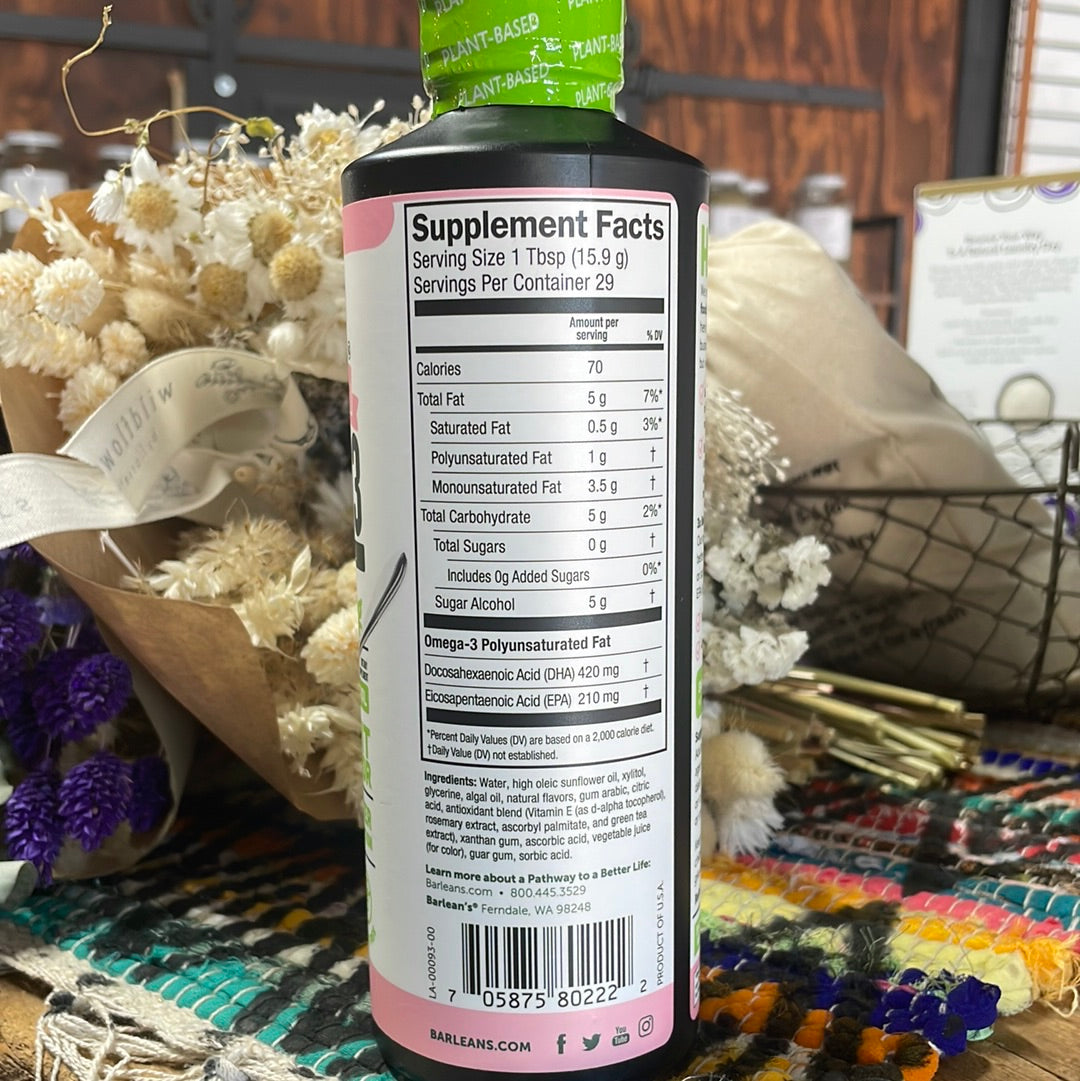 PLANT-BASED
PLANT-BASED
PLANT-BASED
Supplement Facts
Serving Size 1 Tbsp (15.9 g)
Servings Per Container 29
Amount per serving % DV
Calories 70
Total Fat 5 g 7%*
Saturated Fat 0.5 g 3%*
Polyunsaturated Fat 1 g †
Monounsaturated Fat 3.5 g †
Total Carbohydrate 5 g 2%*
Total Sugars 0 g †
Includes 0g Added Sugars 0%*
Sugar Alcohol 5 g †
Omega-3 Polyunsaturated Fat
Docosahexaenoic Acid (DHA) 420 mg †
Eicosapentaenoic Acid (EPA) 210 mg †
*Percent Daily Values (DV) are based on a 2,000 calorie diet.
†Daily Value (DV) not established.
Ingredients: Water, high oleic sunflower oil, xylitol,
glycerine, algal oil, natural flavors, gum arabic, citric
acid, antioxidant blend (Vitamin E (as d-alpha tocopherol),
rosemary extract, ascorbyl palmitate, and green tea
extract), xanthan gum, ascorbic acid, vegetable juice
(for color), guar gum, sorbic acid.
Learn more about a Pathway to a Better Life:
Barleans.com • 800.445.3529
Barlean's® Ferndale, WA 98248
LA-00093-00
PRODUCT OF U.S.A.
7 05875 80222 2
BARLEANS.COM
You Tube